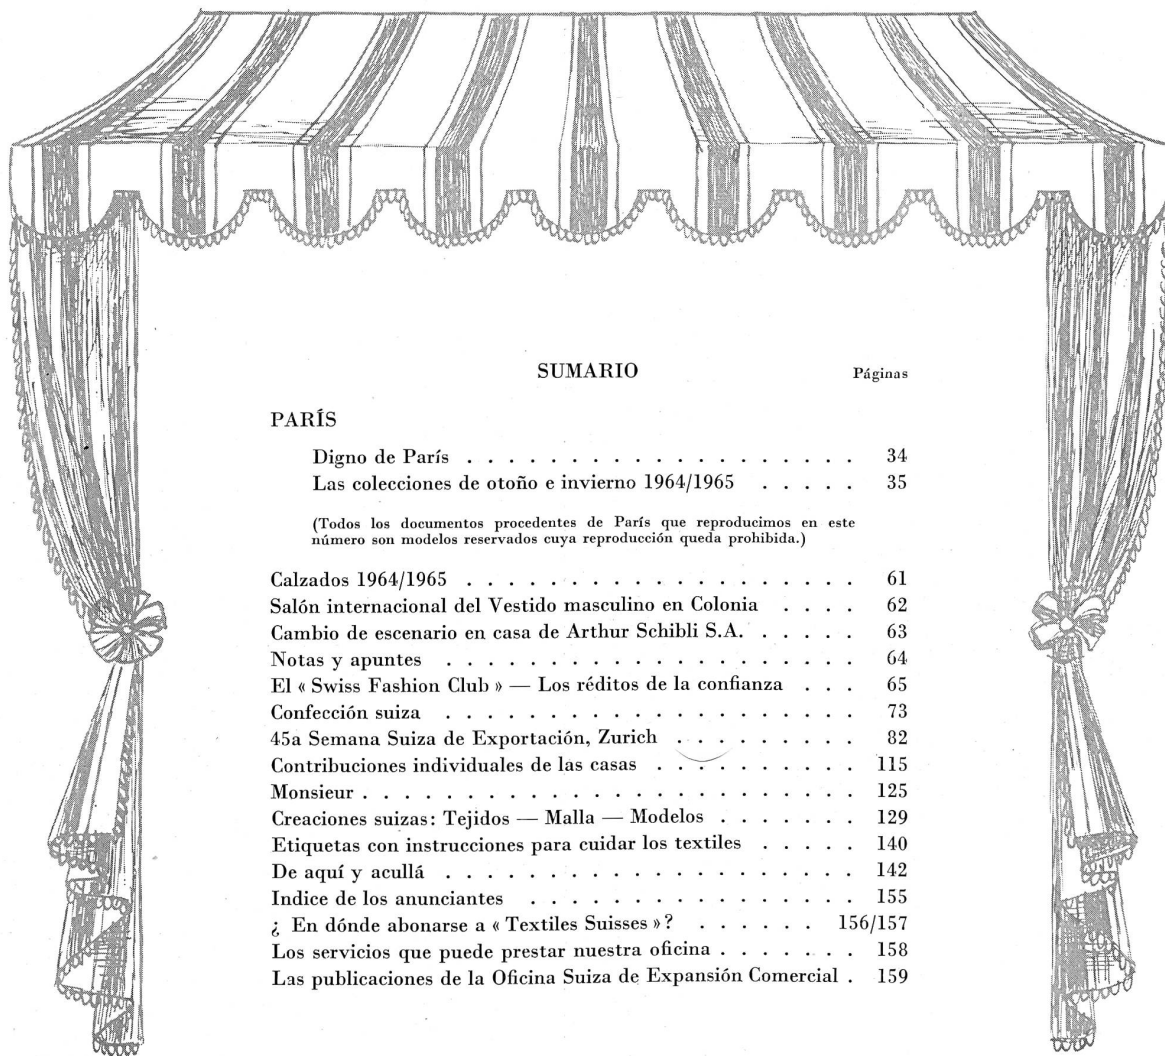 SUMARIO Páginas
PARÍS
Digno de París . . . . . . . . . . . . . . . . . . . 34
Las colecciones de otoño e invierno 1964/1965 . . . . . 35
(Todos los documentos procedentes de París que reproducimos en este
número son modelos reservados cuya reproducción queda prohibida.)
Calzados 1964/1965 . . . . . . . . . . . . . . . . . . 61
Salón internacional del Vestido masculino en Colonia . . . . 62
Cambio de escenario en casa de Arthur Schibli S.A. . . . . . 63
Notas y apuntes . . . . . . . . . . . . . . . . . . . 64
El « Swiss Fashion Club » — Los réditos de la confianza . . . 65
Confección suiza . . . . . . . . . . . . . . . . . . . 73
45a Semana Suiza de Exportación, Zurich . . . . . . . . . 82
Contribuciones individuales de las casas . . . . . . . . . . 115
Monsieur . . . . . . . . . . . . . . . . . . . . . . . 125
Creaciones suizas: Tejidos — Malla — Modelos . . . . . . . 129
Etiquetas con instrucciones para cuidar los textiles . . . . . 140
De aquí y acullá . . . . . . . . . . . . . . . . . . . . 142
Indice de los anunciantes . . . . . . . . . . . . . . . 155
¿ En dónde abonarse a « Textiles Suisses »? . . . . . . 156/157
Los servicios que puede prestar nuestra oficina . . . . . . . 158
Las publicaciones de la Oficina Suiza de Expansión Comercial . 159